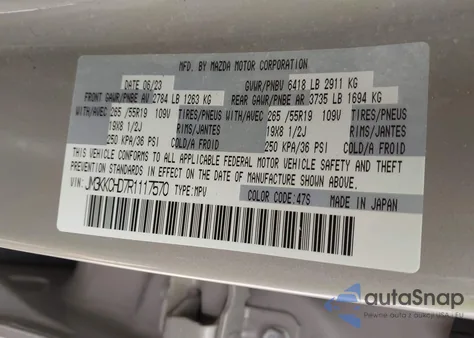 MFD. BY MAZDA MOTOR CORPORATION
DATE 06/23 GVWR/PNBV 6418 LB 2911 KG
FRONT GAWR/PNBE AV 2784 LB 1263 KG REAR GAWR/PNBE AR 3735 LB 1694 KG
WITH/AVEC 265/55R19 109V TIRES/PNEUS WITH/AVEC 265/55R19 109V TIRES/PNEUS
19X8 1/2J RIMS/JANTES 19X8 1/2J RIMS/JANTES
250 KPA/36 PSI COLD/A FROID 250 KPA/36 PSI COLD/A FROID
THIS VEHICLE CONFORMS TO ALL APPLICABLE FEDERAL MOTOR VEHICLE SAFETY AND THEFT
PREVENTION STANDARDS IN EFFECT ON THE DATE OF MANUFACTURE SHOWN ABOVE.
VIN: JM3KKCHD7R1117570 TYPE:MPV COLOR CODE:47S MADE IN JAPAN
autoSnap
Pewne auta z aukcji USA